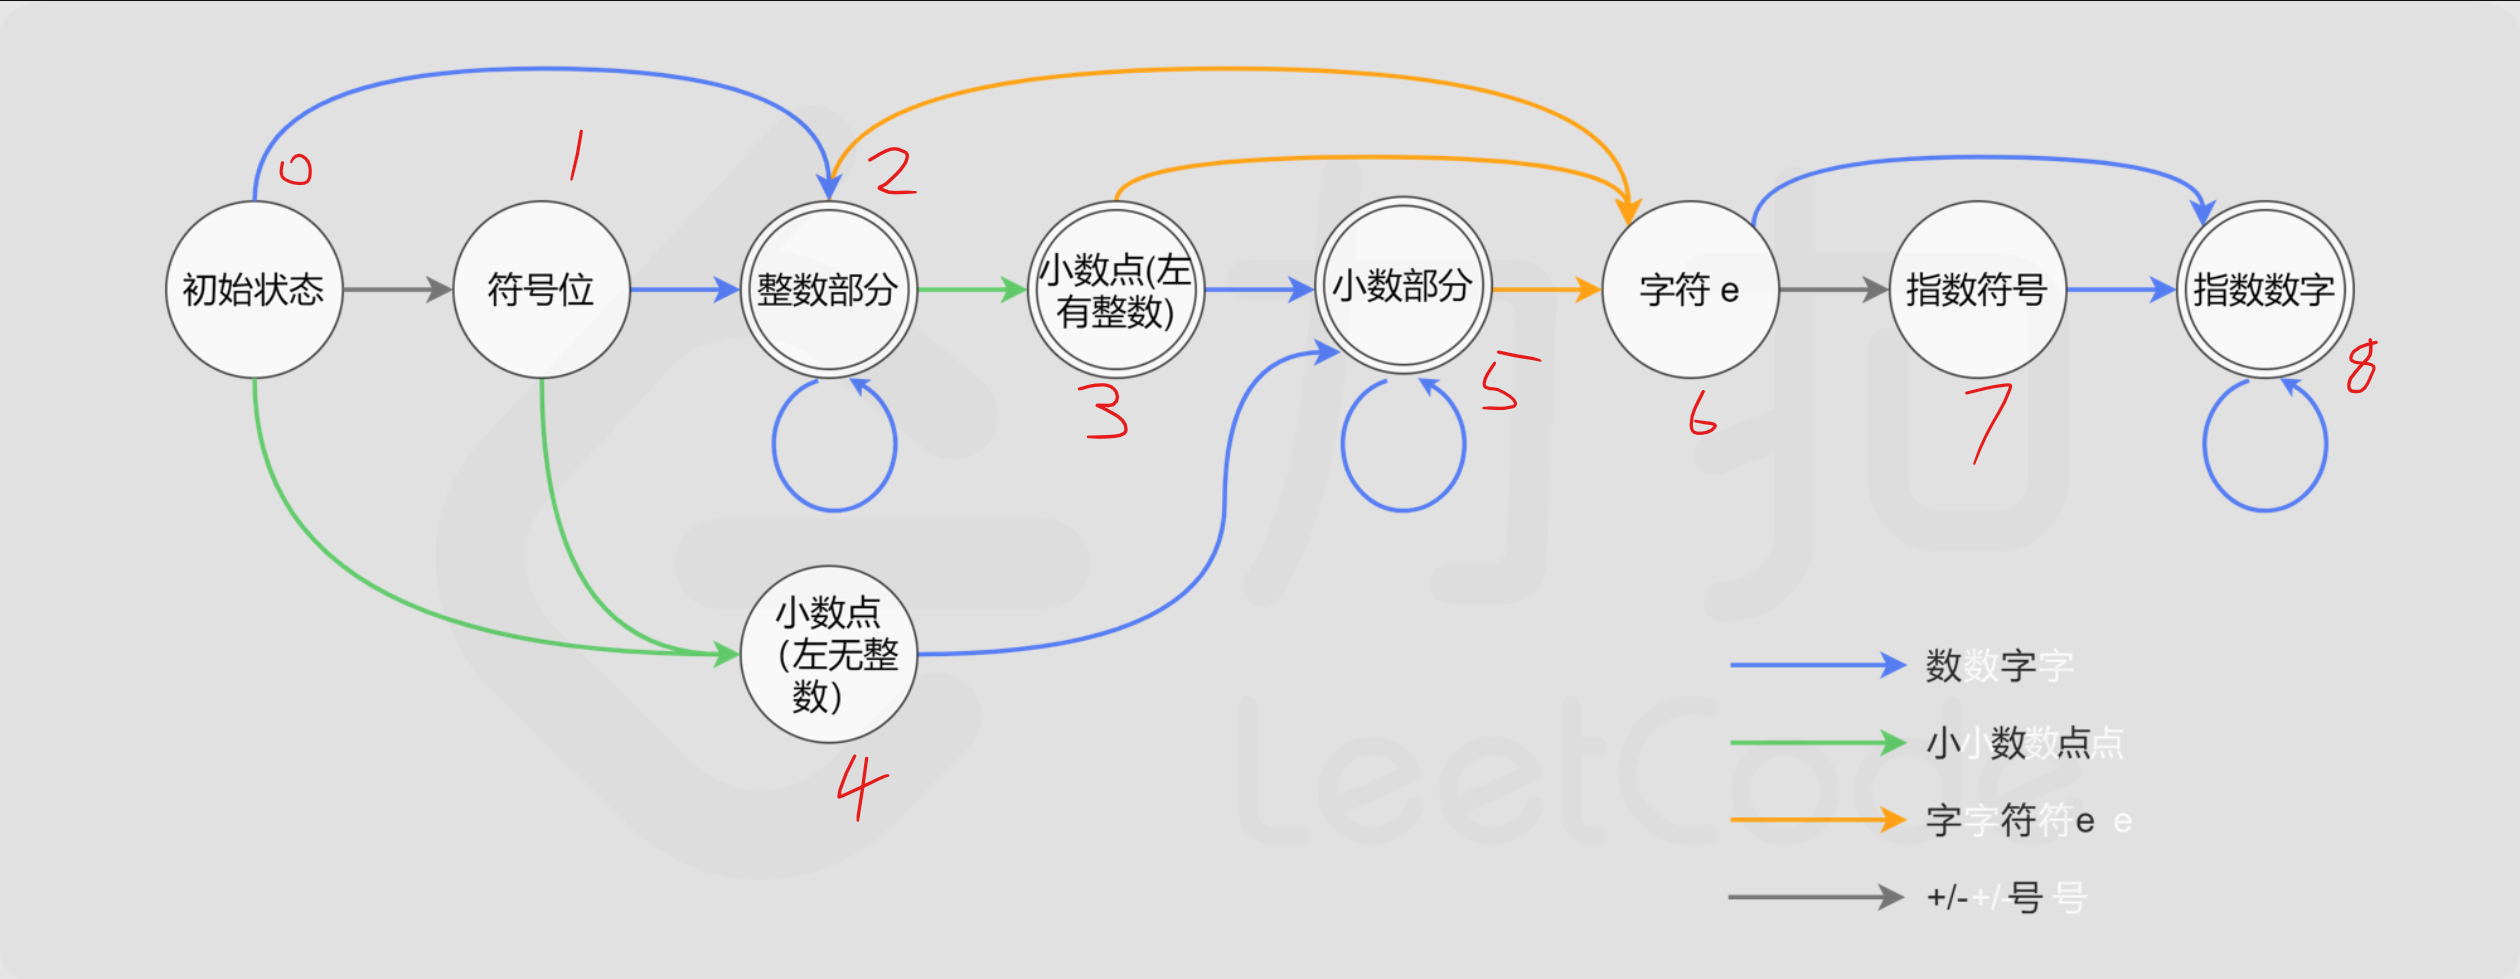 0
1
2
初始状态
符号位
整数部分
小数点(左
有整数)
小数部分
字符 e
指数符号
指数数字
3
5
6
7
8
小数点
(左无整
数)
4
数字
小数点
字符e
+/-号
力扣
LeetCode